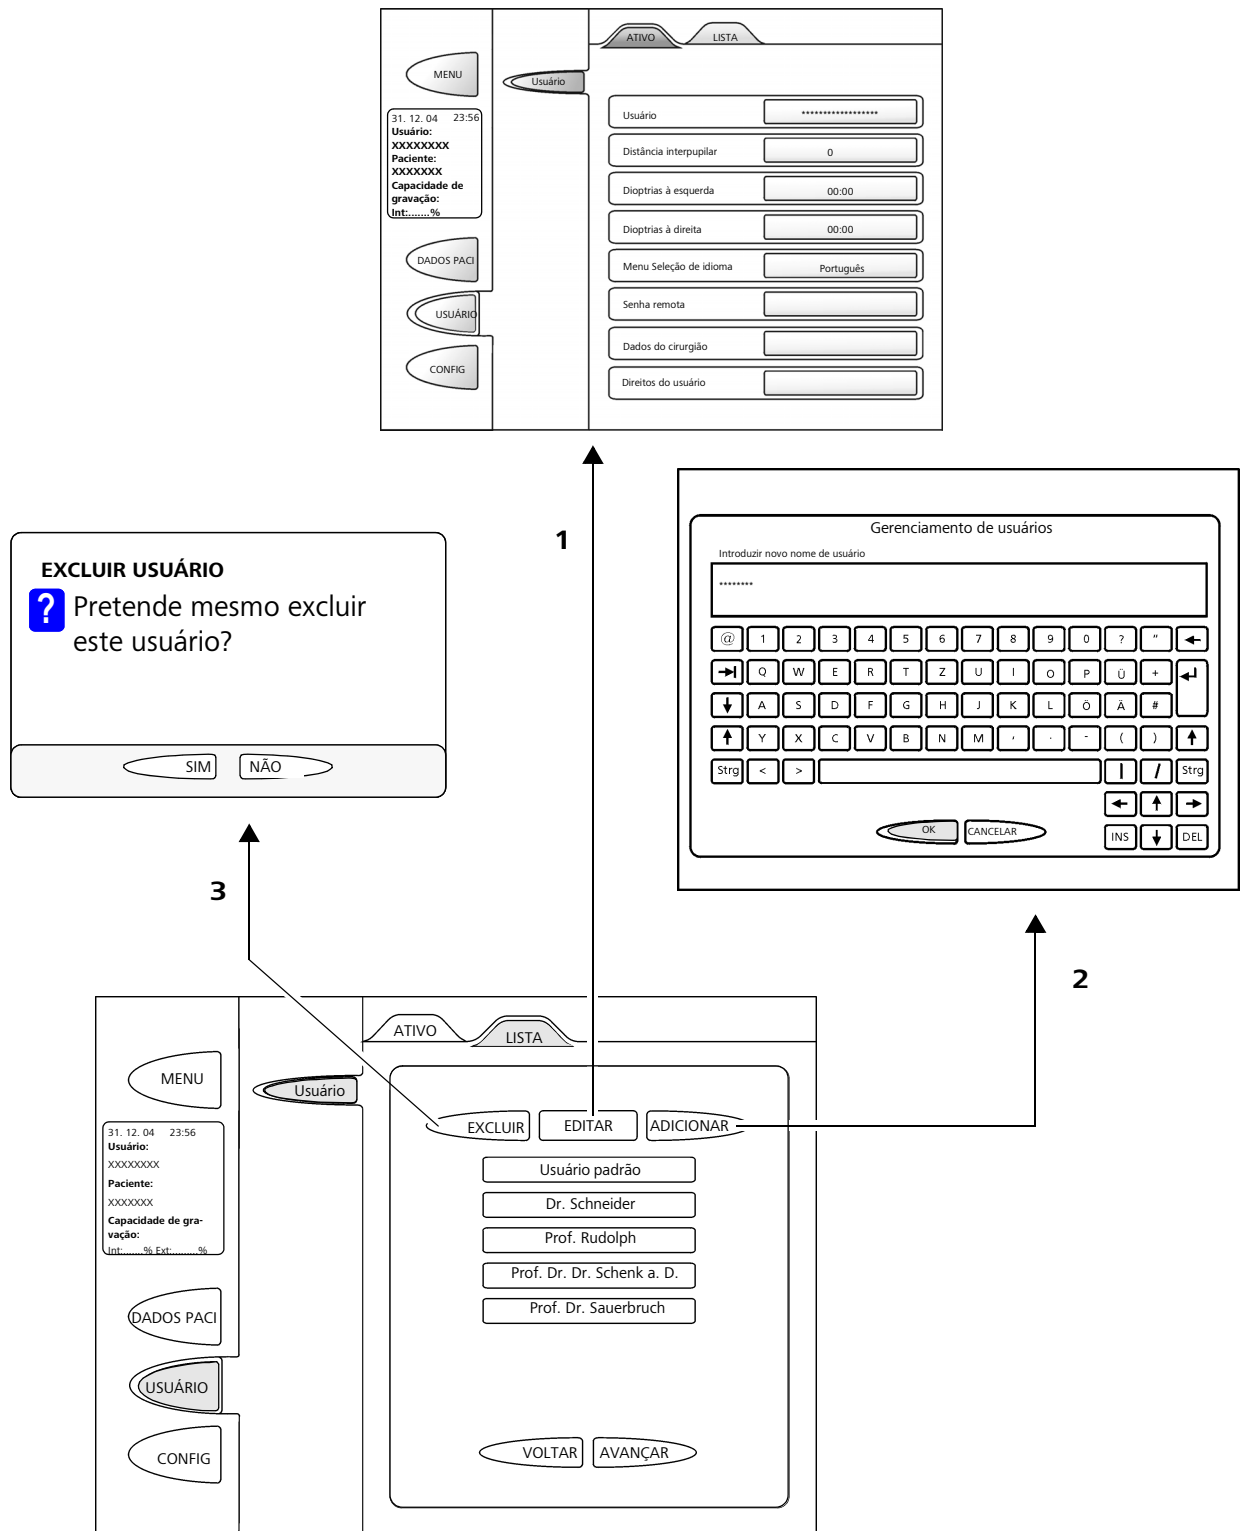 ATIVO LISTA
MENU
Usuário
31. 12. 04 23:56
Usuário:
XXXXXXXX
Paciente:
XXXXXXX
Capacidade de
gravação:
Int:.......%
DADOS PACI
USUÁRIO
CONFIG
Usuário ******************
Distância interpupilar 0
Dioptrias à esquerda 00:00
Dioptrias à direita 00:00
Menu Seleção de idioma Português
Senha remota
Dados do cirurgião
Direitos do usuário
1
EXCLUIR USUÁRIO
? Pretende mesmo excluir
este usuário?
SIM NÃO
3
Gerenciamento de usuários
Introduzir novo nome de usuário
********
@ 1 2 3 4 5 6 7 8 9 0 ? "
Q W E R T Z U I O P Ü +
A S D F G H J K L Ö Ä #
Y X C V B N M , . - ( )
Strg < > | / Strg
INS DEL
OK CANCELAR
2
ATIVO LISTA
MENU
Usuário
31. 12. 04 23:56
Usuário:
XXXXXXXX
Paciente:
XXXXXXX
Capacidade de gra-
vação:
Int:.......% Ext:.........%
DADOS PACI
USUÁRIO
CONFIG
EXCLUIR EDITAR ADICIONAR
Usuário padrão
Dr. Schneider
Prof. Rudolph
Prof. Dr. Dr. Schenk a. D.
Prof. Dr. Sauerbruch
VOLTAR AVANÇAR